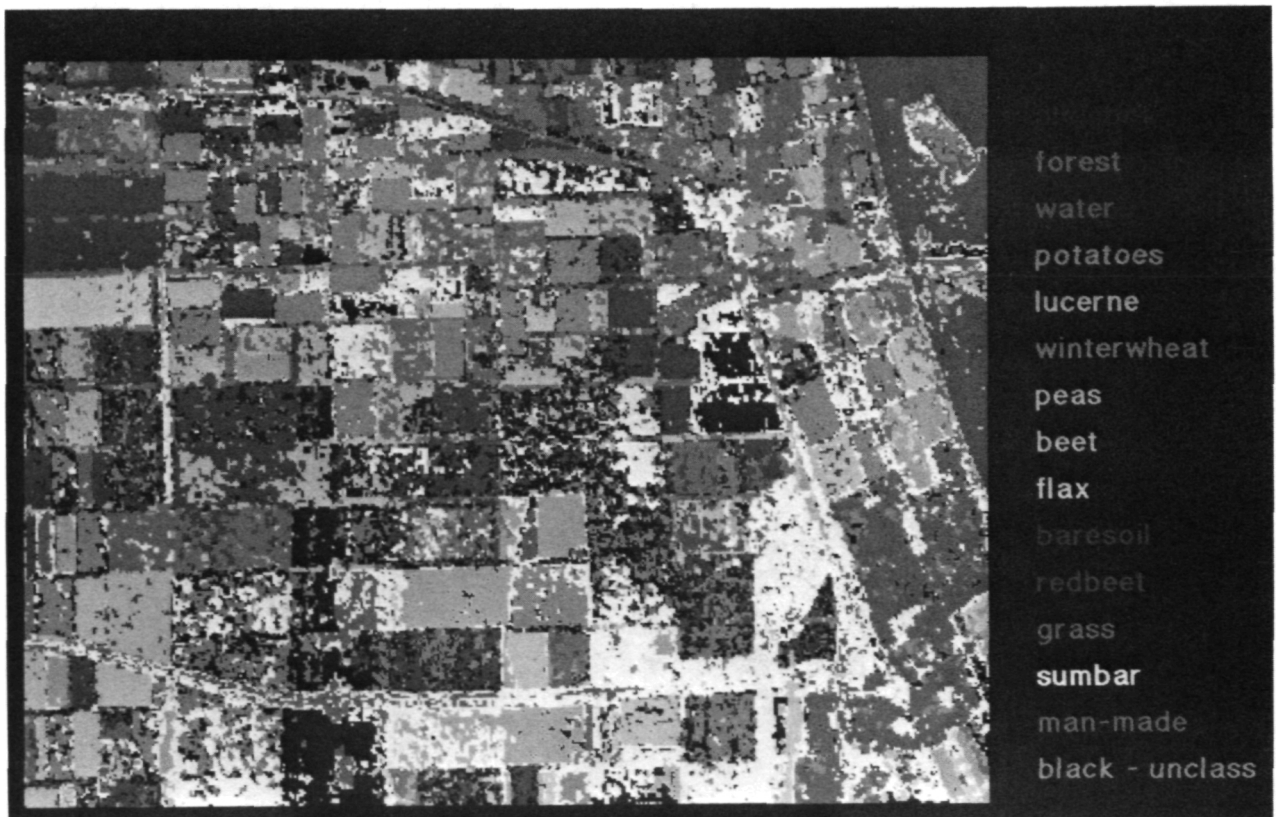 forest
water
potatoes
lucerne
winterwheat
peas
beet
flax
baresoil
redbeet
grass
sumbar
man-made
black - unclass